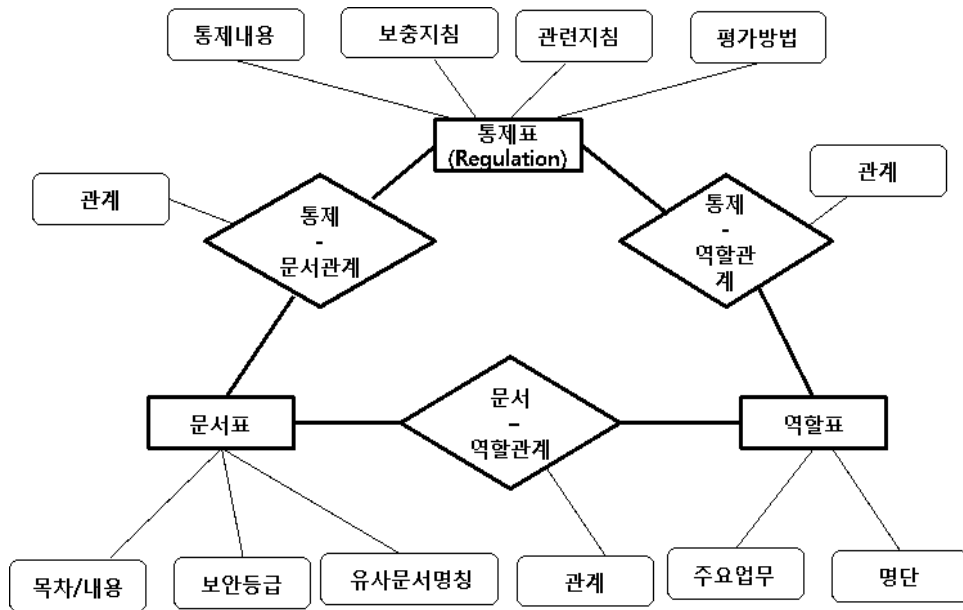 통제내용
보충지침
관련지침
평가방법
통제표
(Regulation)
관계
관계
통제
-
문서관계
통제
-
역할관
계
문서표
문서
–
역할관계
역할표
목차/내용
보안등급
유사문서명칭
관계
주요업무
명단